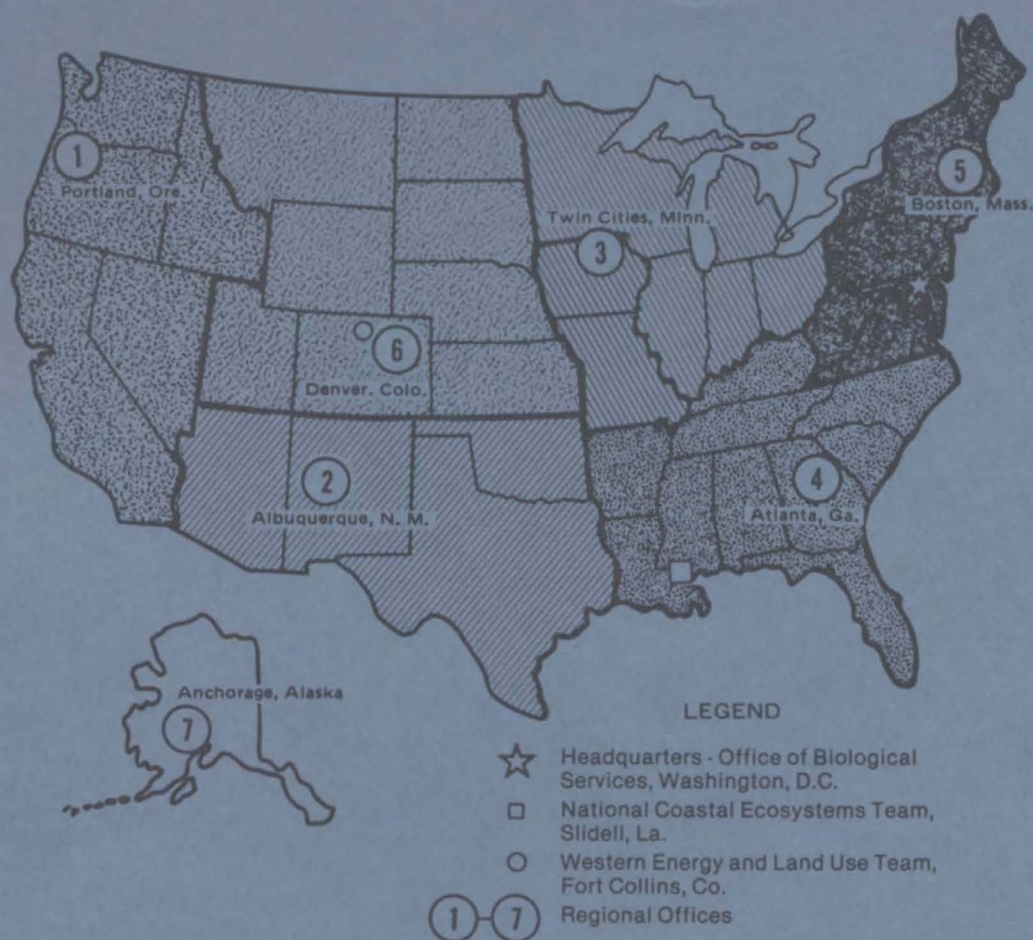 1
Portland, Ore.
5
Boston, Mass.
Twin Cities, Minn.
3
6
Denver, Colo.
2
Albuquerque, N. M.
4
Atlanta, Ga.
Anchorage, Alaska
7
LEGEND
Headquarters - Office of Biological
Services, Washington, D.C.
National Coastal Ecosystems Team,
Slidell, La.
Western Energy and Land Use Team,
Fort Collins, Co.
1-7 Regional Offices